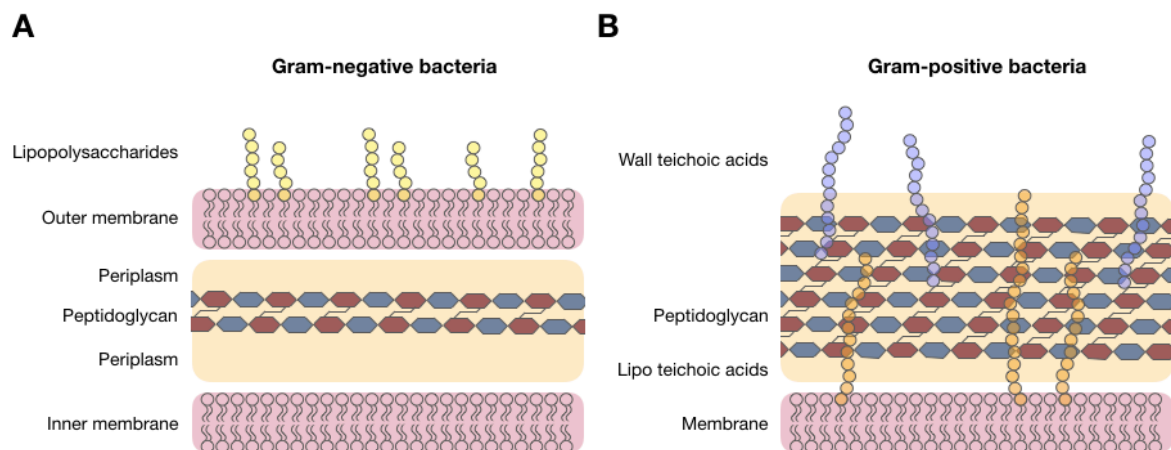 A
Gram-negative bacteria
Lipopolysaccharides
Outer membrane
Periplasm
Peptidoglycan
Periplasm
Inner membrane
B
Gram-positive bacteria
Wall teichoic acids
Peptidoglycan
Lipo teichoic acids
Membrane